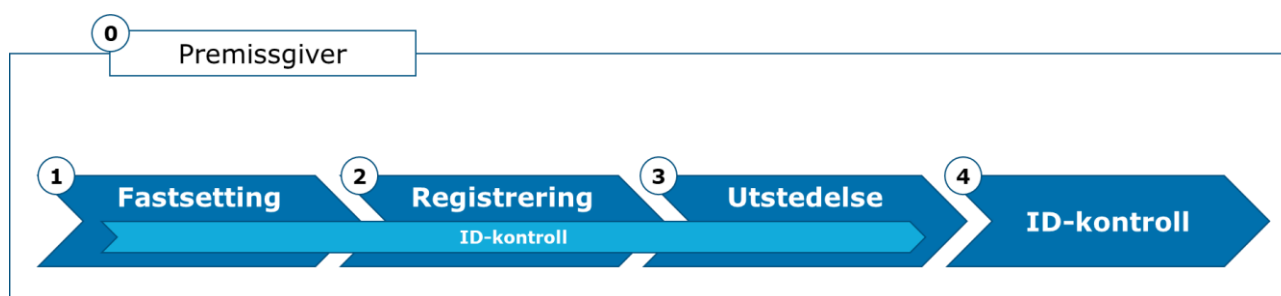 0
Premissgiver
1
Fastsetting
2
Registrering
3
Utstedelse
4
ID-kontroll
ID-kontroll